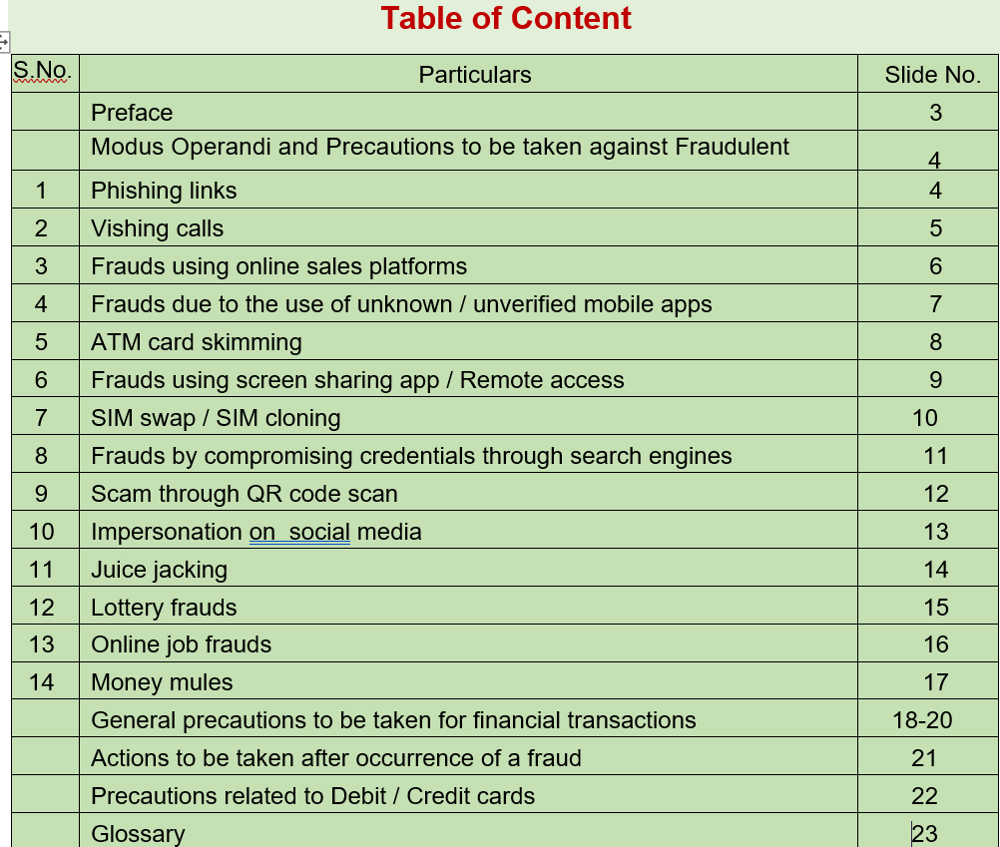 Table of Content
S.No. Particulars Slide No.
Preface 3
Modus Operandi and Precautions to be taken against Fraudulent 4
1 Phishing links 4
2 Vishing calls 5
3 Frauds using online sales platforms 6
4 Frauds due to the use of unknown / unverified mobile apps 7
5 ATM card skimming 8
6 Frauds using screen sharing app / Remote access 9
7 SIM swap / SIM cloning 10
8 Frauds by compromising credentials through search engines 11
9 Scam through QR code scan 12
10 Impersonation on  social media 13
11 Juice jacking 14
12 Lottery frauds 15
13 Online job frauds 16
14 Money mules 17
General precautions to be taken for financial transactions 18-20
Actions to be taken after occurrence of a fraud 21
Precautions related to Debit / Credit cards 22
Glossary 23